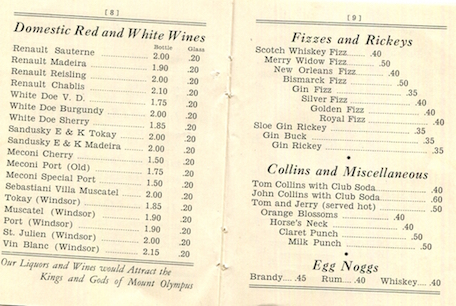 [ 8 ]
Domestic Red and White Wines
Bottle Glass
Renault Sauterne 2.00 .20
Renault Madeira 1.90 .20
Renault Reisling 2.00 .20
Renault Chablis 2.10 .20
White Doe V. D. 1.75 .20
White Doe Burgundy 2.00 .20
White Doe Sherry 1.85 .20
Sandusky E & K Tokay 2.00 .20
Sandusky E & K Madeira 2.00 .20
Meconi Cherry 1.50 .20
Meconi Port (Old) 1.75 .20
Meconi Special Port 1.50 .20
Sebastiani Villa Muscatel 2.00 .20
Tokay (Windsor) 1.85 .20
Muscatel (Windsor) 1.90 .20
Port (Windsor) 1.90 .20
St. Julien (Windsor) 2.00 .20
Vin Blanc (Windsor) 2.15 .20
Our Liquors and Wines would Attract the
Kings and Gods of Mount Olympus
[ 9 ]
Fizzes and Rickeys
Scotch Whiskey Fizz .40
Merry Widow Fizz .50
New Orleans Fizz .40
Bismarck Fizz .50
Gin Fizz .35
Silver Fizz .40
Golden Fizz .40
Royal Fizz .40
Sloe Gin Rickey .35
Gin Buck .35
Gin Rickey .35
Collins and Miscellaneous
Tom Collins with Club Soda .40
John Collins with Club Soda .60
Tom and Jerry (served hot) .50
Orange Blossoms .40
Horse's Neck .40
Claret Punch .50
Milk Punch .50
Egg Noggs
Brandy .45 Rum .40 Whiskey .40